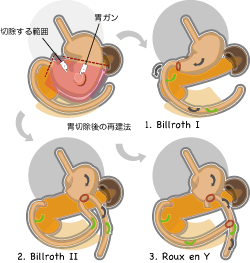 胃ガン
切除する範囲
胃切除後の再建法
1. Billroth I
2. Billroth II
3. Roux en Y